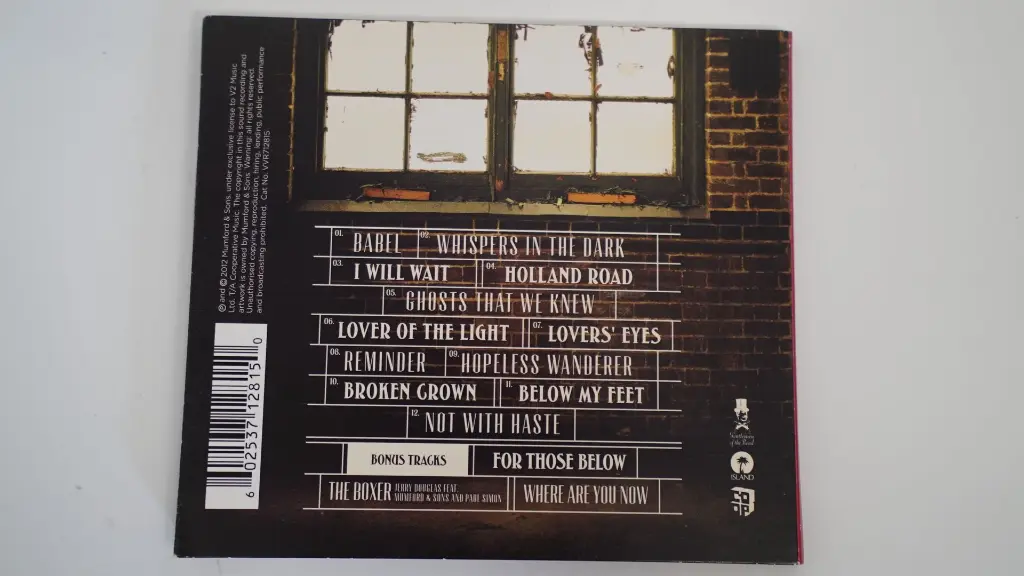 ℗ and © 2012 Mumford & Sons, under exclusive license to V2 Music
Ltd. T/A Cooperative Music. The copyright in this sound recording and
artwork is owned by Mumford & Sons. Warning: all rights reserved.
Unauthorised copying, reproduction, hiring, lending, public performance
and broadcasting prohibited. Cat No. VVR712815
01. BABEL 02. WHISPERS IN THE DARK
03. I WILL WAIT 04. HOLLAND ROAD
05. GHOSTS THAT WE KNEW
06. LOVER OF THE LIGHT 07. LOVERS' EYES
08. REMINDER 09. HOPELESS WANDERER
10. BROKEN CROWN 11. BELOW MY FEET
12. NOT WITH HASTE
BONUS TRACKS FOR THOSE BELOW
THE BOXER JERRY DOUGLAS FEAT.
MUMFORD & SONS AND PAUL SIMON WHERE ARE YOU NOW
6 02537 12815 0
Gentlemen
of the Road
ISLAND